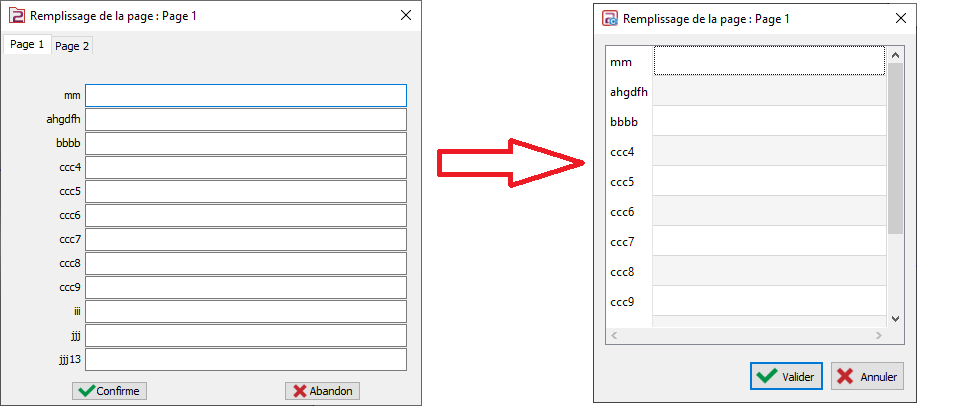 Remplissage de la page : Page 1
Page 1 Page 2
mm
ahgdfh
bbbb
ccc4
ccc5
ccc6
ccc7
ccc8
ccc9
iii
jjj
jjj13
Confirme Abandon
Remplissage de la page : Page 1
mm
ahgdfh
bbbb
ccc4
ccc5
ccc6
ccc7
ccc8
ccc9
Valider Annuler